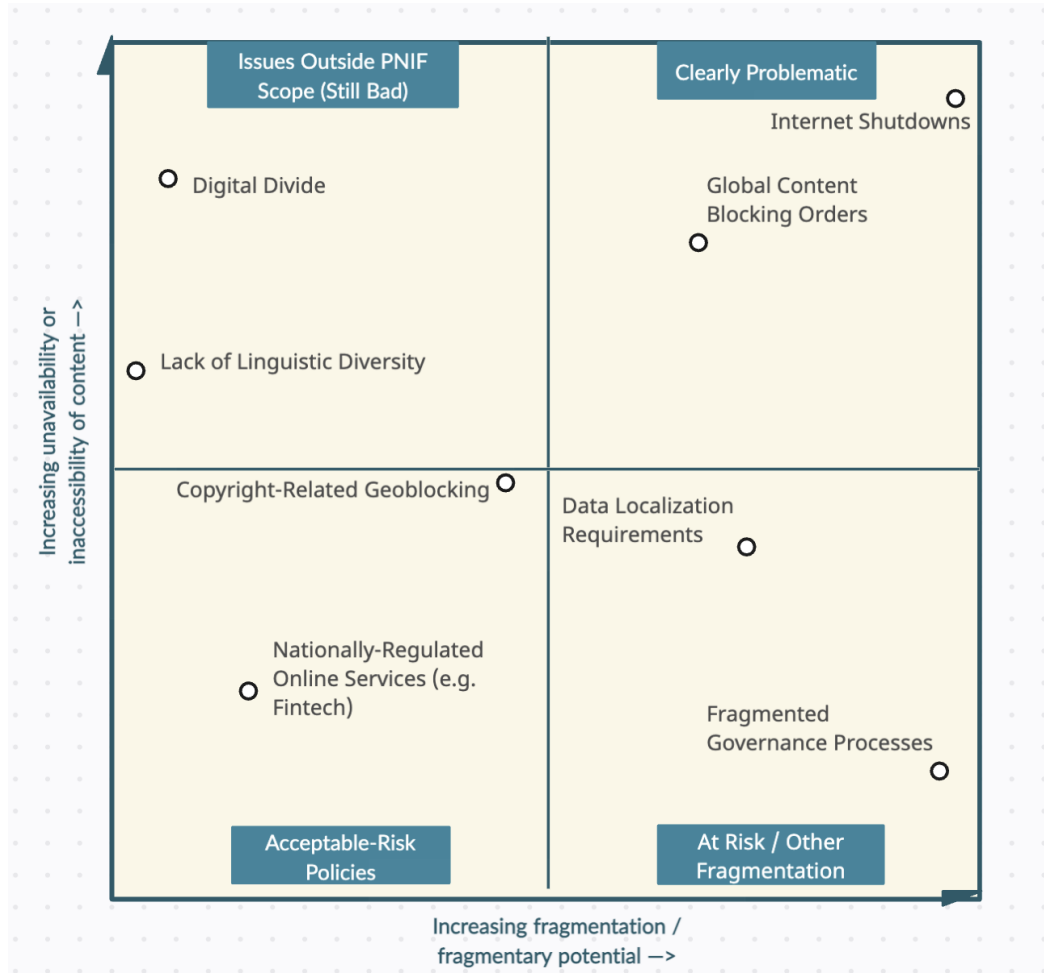 Issues Outside PNIF
Scope (Still Bad)
Clearly Problematic
Internet Shutdowns
Digital Divide
Global Content
Blocking Orders
Lack of Linguistic Diversity
Increasing unavailability or
inaccessibility of content —>
Copyright-Related Geoblocking
Data Localization
Requirements
Nationally-Regulated
Online Services (e.g.
Fintech)
Fragmented
Governance Processes
Acceptable-Risk
Policies
At Risk / Other
Fragmentation
Increasing fragmentation /
fragmentary potential —>